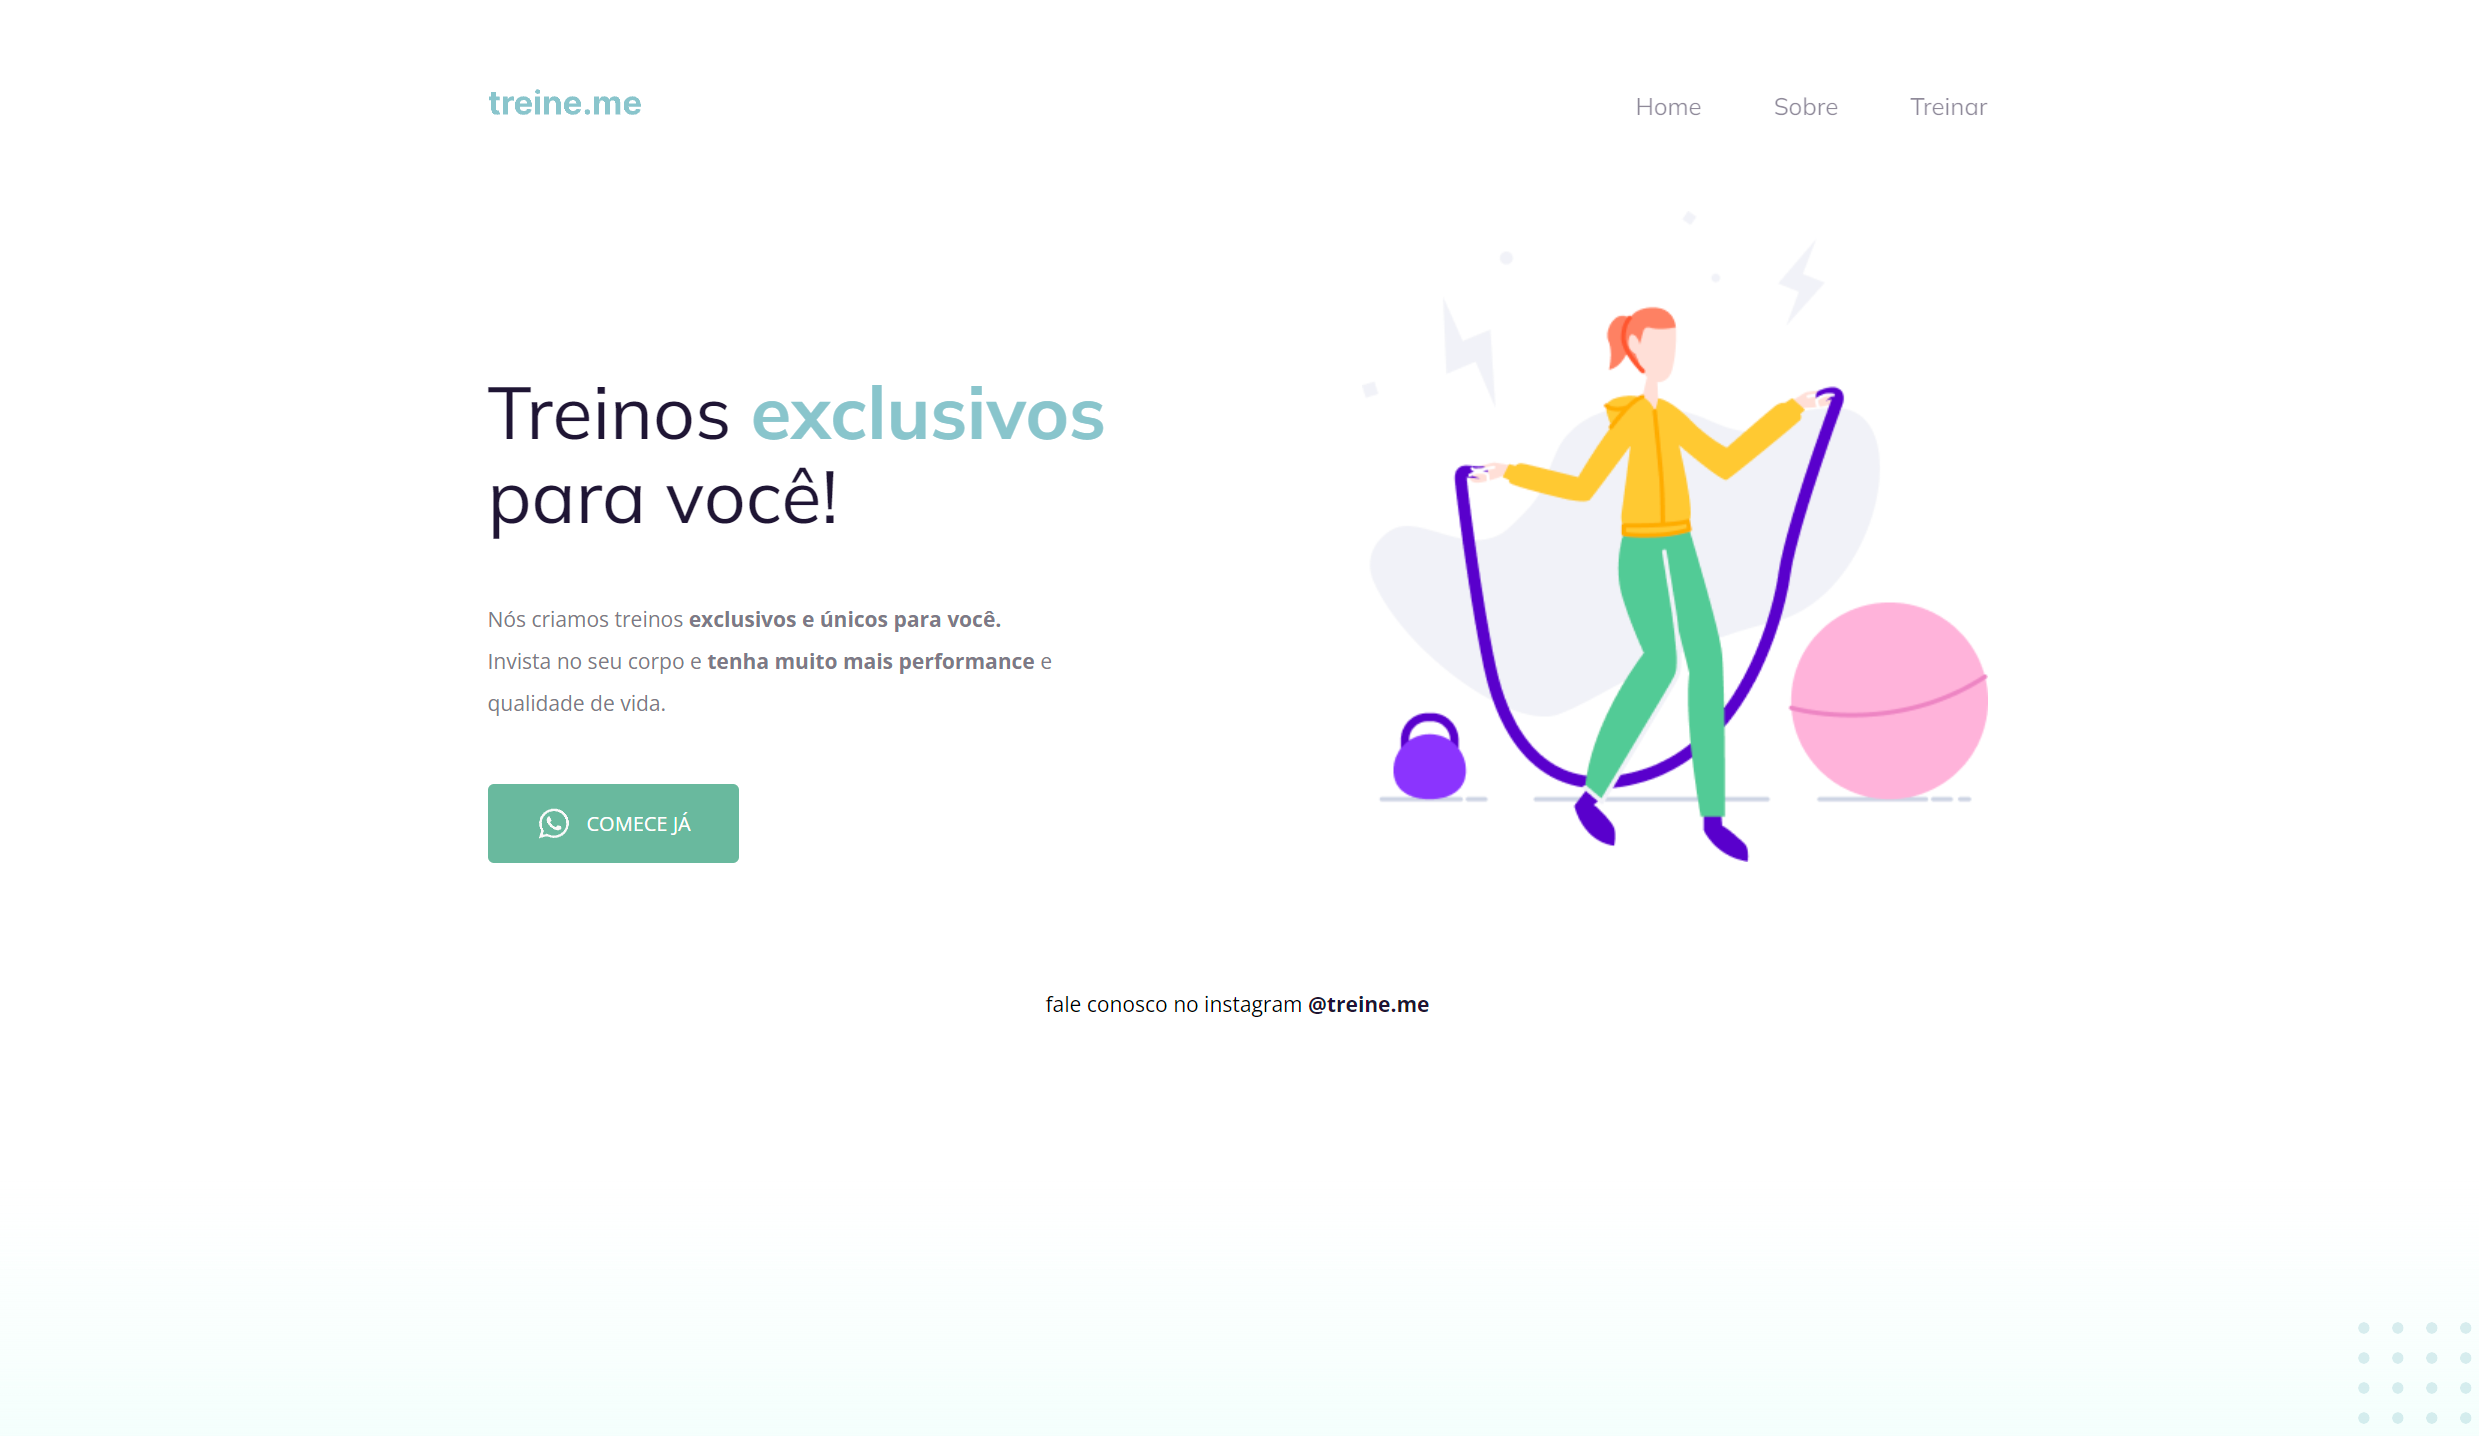 treine.me
Home
Sobre
Treinar
Treinos exclusivos
para você!
Nós criamos treinos exclusivos e únicos para você.
Invista no seu corpo e tenha muito mais performance e
qualidade de vida.
COMECE JÁ
fale conosco no instagram @treine.me